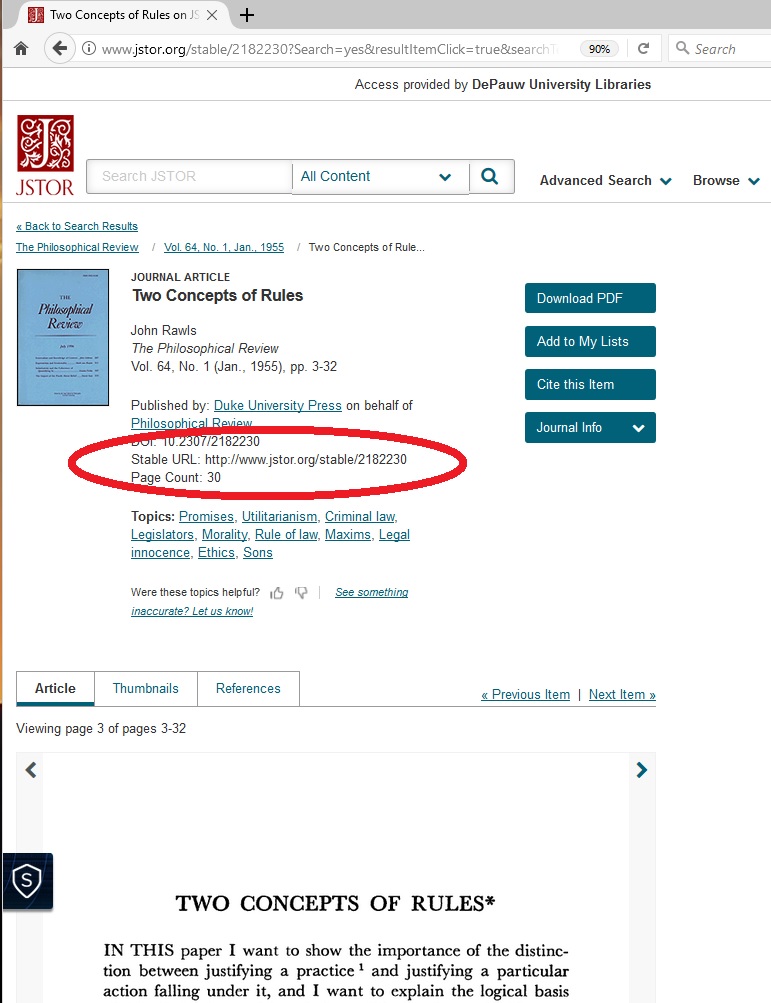 Two Concepts of Rules on JS
www.jstor.org/stable/2182230?Search=yes&resultItemClick=true&searchT
90%
Search
Access provided by DePauw University Libraries
JSTOR
Search JSTOR
All Content
Advanced Search
Browse
« Back to Search Results
The Philosophical Review / Vol. 64, No. 1, Jan., 1955 / Two Concepts of Rule...
THE
Philosophical
Review
JOURNAL ARTICLE
Two Concepts of Rules
John Rawls
The Philosophical Review
Vol. 64, No. 1 (Jan., 1955), pp. 3-32
Published by: Duke University Press on behalf of
Philosophical Review
DOI: 10.2307/2182230
Stable URL: http://www.jstor.org/stable/2182230
Page Count: 30
Topics: Promises, Utilitarianism, Criminal law,
Legislators, Morality, Rule of law, Maxims, Legal
innocence, Ethics, Sons
Were these topics helpful? | See something
inaccurate? Let us know!
Download PDF
Add to My Lists
Cite this Item
Journal Info
Article
Thumbnails
References
« Previous Item | Next Item »
Viewing page 3 of pages 3-32
S
TWO CONCEPTS OF RULES*
IN THIS paper I want to show the importance of the distinc-
tion between justifying a practice ¹ and justifying a particular
action falling under it, and I want to explain the logical basis